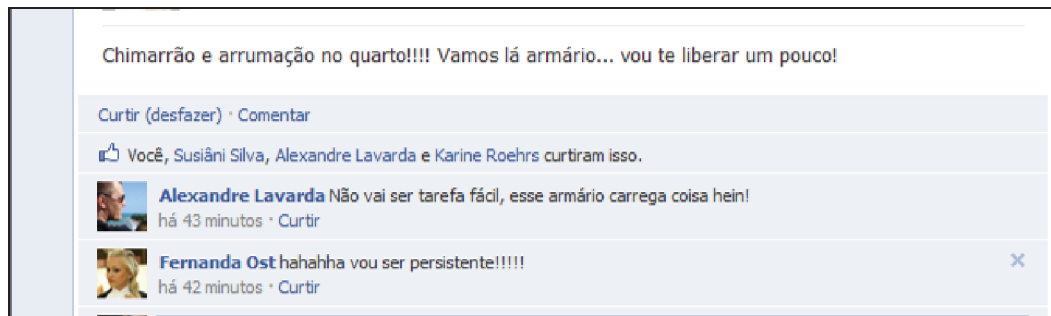 Chimarrão e arrumação no quarto!!!! Vamos lá armário... vou te liberar um pouco!
Curtir (desfazer) · Comentar
Você, Susiâni Silva, Alexandre Lavarda e Karine Roehrs curtiram isso.
Alexandre Lavarda Não vai ser tarefa fácil, esse armário carrega coisa hein!
há 43 minutos · Curtir
Fernanda Ost hahahha vou ser persistente!!!!!
há 42 minutos · Curtir